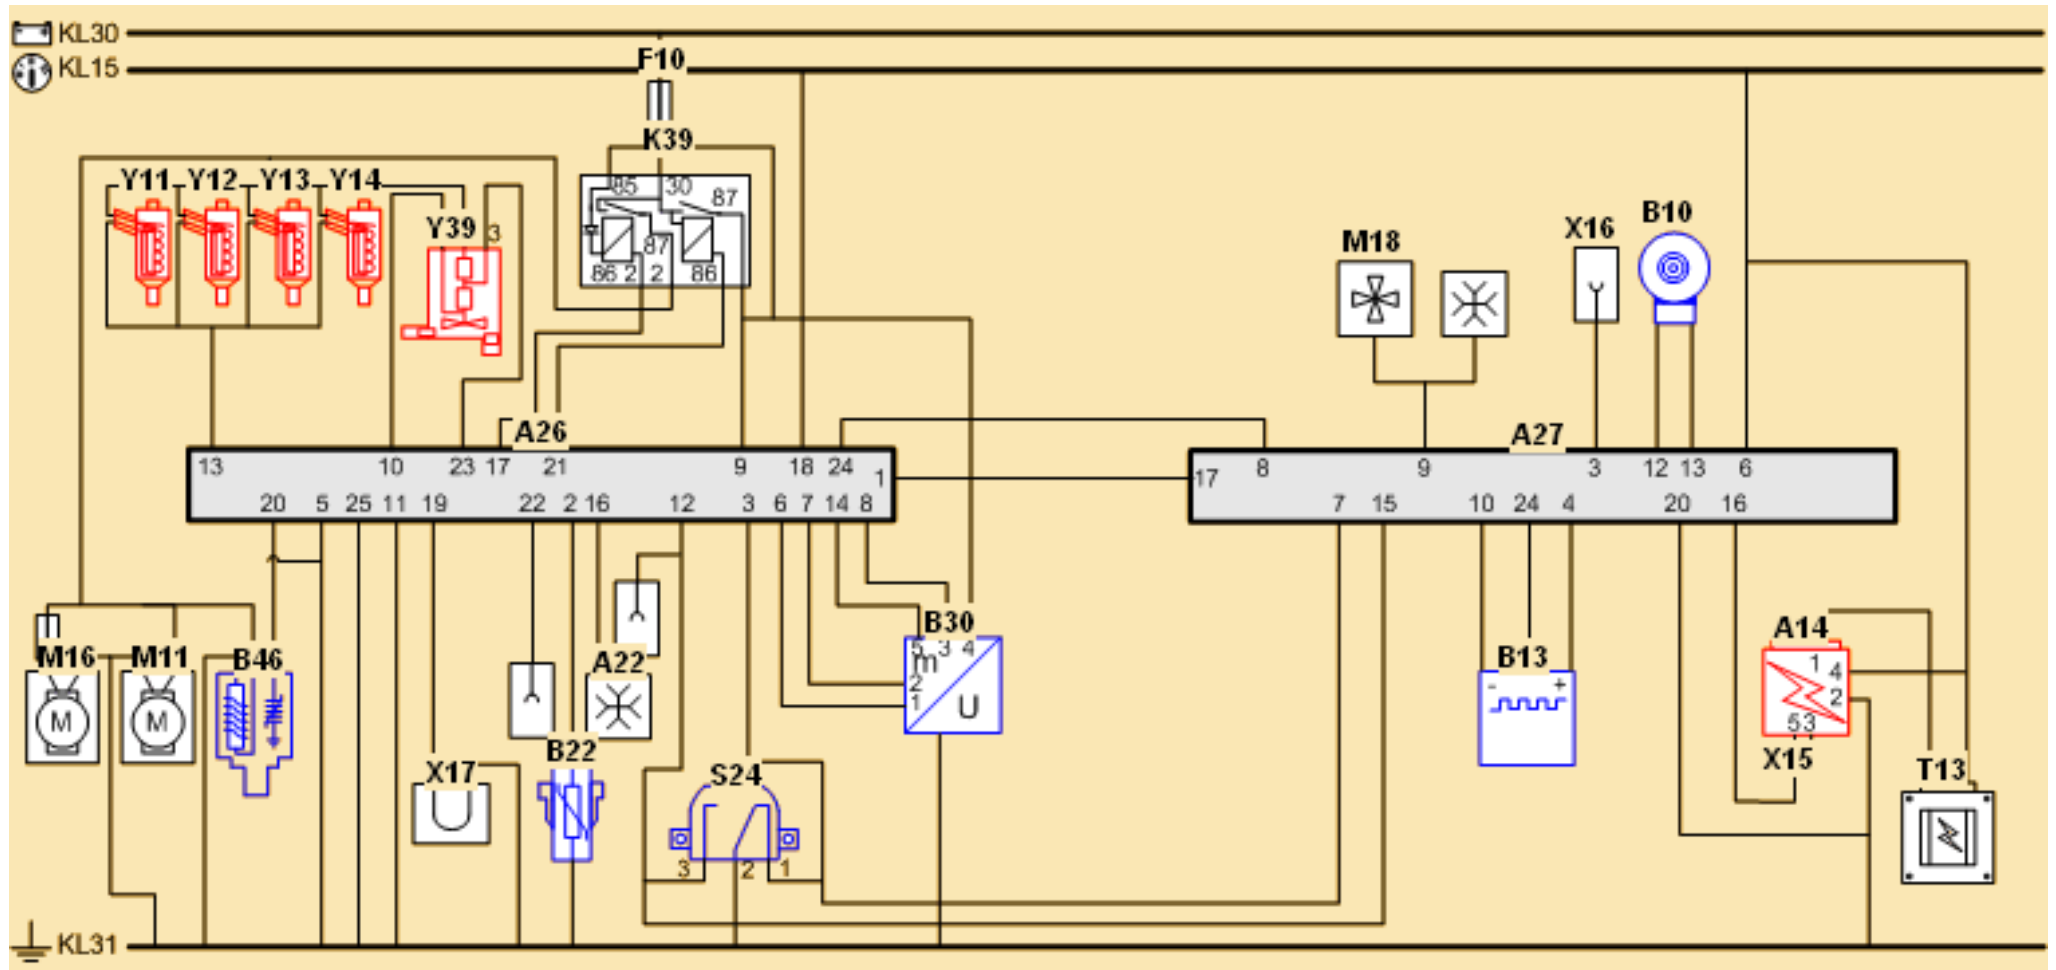 KL30
F10
KL15
K39
Y11 Y12 Y13 Y14
85 30 87
B10
Y39 3
X16
M18
87
86 2 2 86
A26
A27
13 10 23 17 21 9 18 24
1
17
8 9 3 12 13 6
20 5 25 11 19 22 2 16 12 3 6 7 14 8
7 15 10 24 4 20 16
B30
A14
5 3 4
M16 M11 B46
A22
m
B13
1 4
2
- +
2
1
M M
U
5 3
B22
X15
X17
S24
T13
3 2 1
KL31